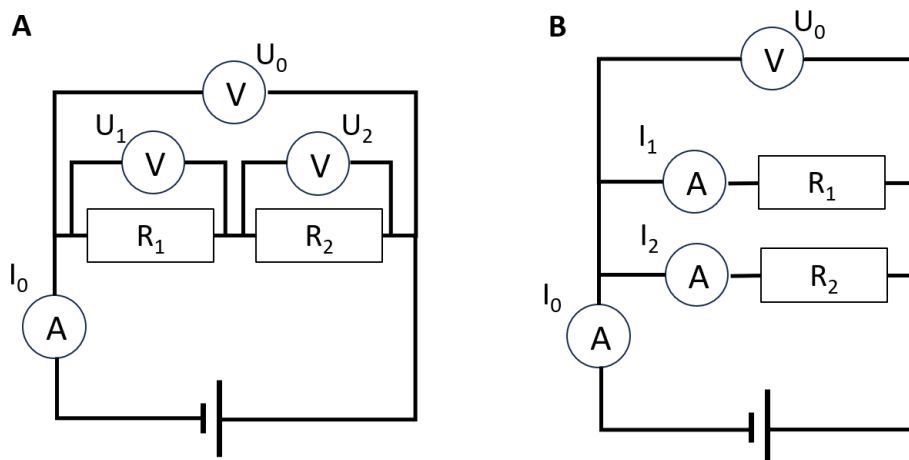 A
U₀
V
U₁
V
U₂
V
R₁
R₂
I₀
A
B
U₀
V
I₁
A
R₁
I₂
A
R₂
I₀
A